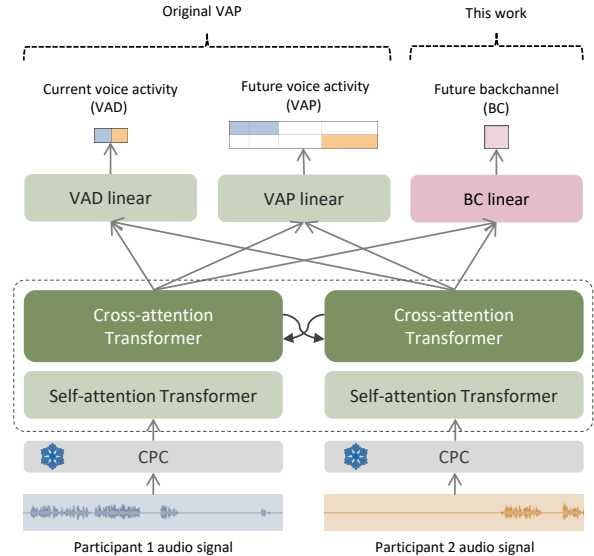 Original VAP
This work
Current voice activity
(VAD)
Future voice activity
(VAP)
Future backchannel
(BC)
VAD linear
VAP linear
BC linear
Cross-attention
Transformer
Cross-attention
Transformer
Self-attention Transformer
Self-attention Transformer
CPC
CPC
Participant 1 audio signal
Participant 2 audio signal